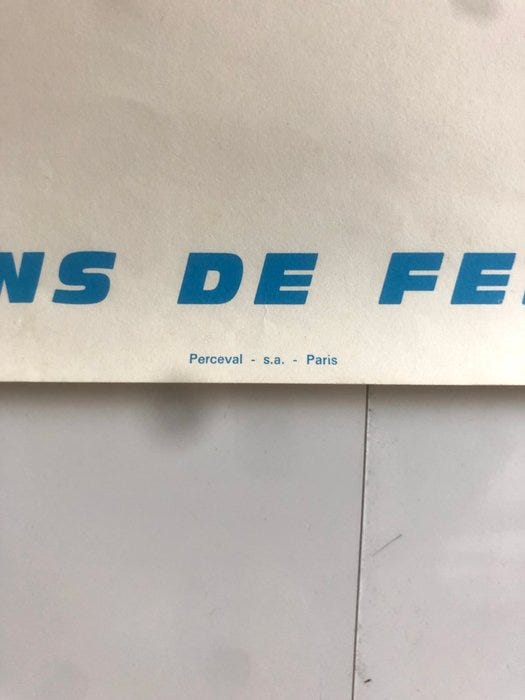 NS DE FE
Perceval - s.a. - Paris